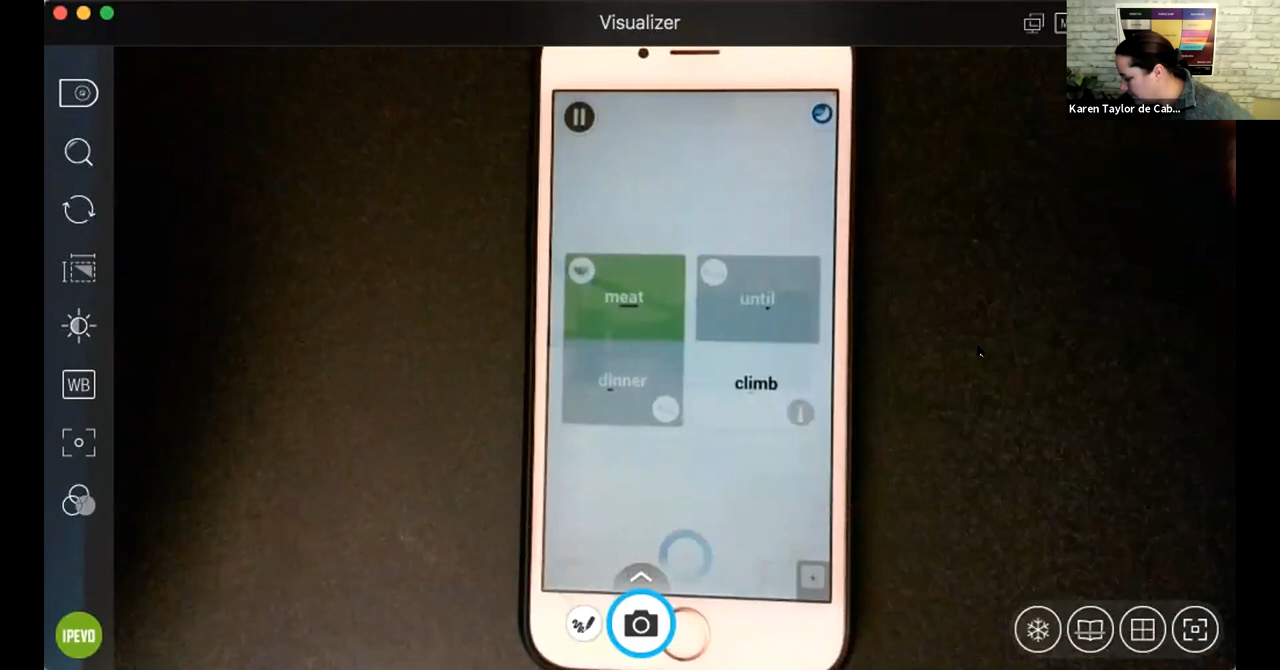 Visualizer
Karen Taylor de Cab...
meat
until
dinner
climb
WB
IPEVO